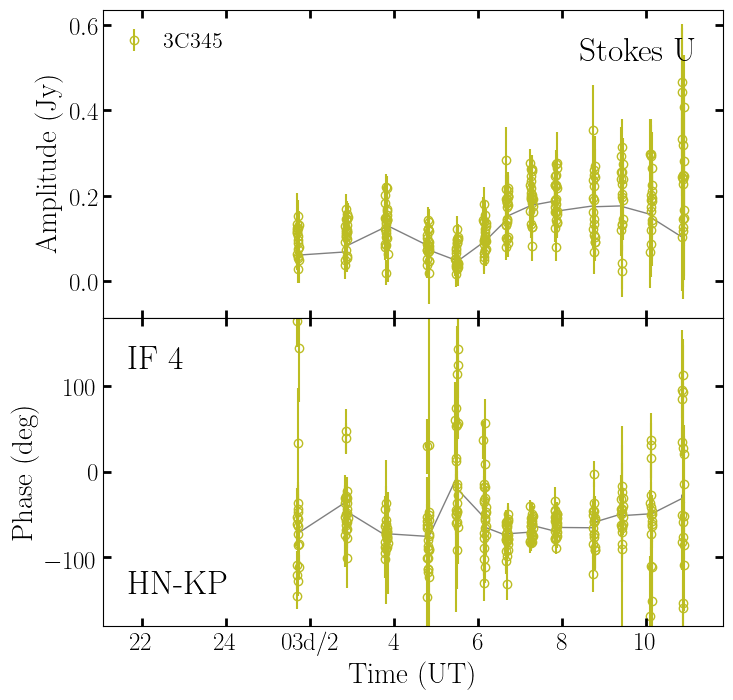 0.6
3C345
Stokes U
0.4
Amplitude (Jy)
0.2
0.0
IF 4
100
Phase (deg)
0
−100
HN-KP
22 24 03d/2 4 6 8 10
Time (UT)